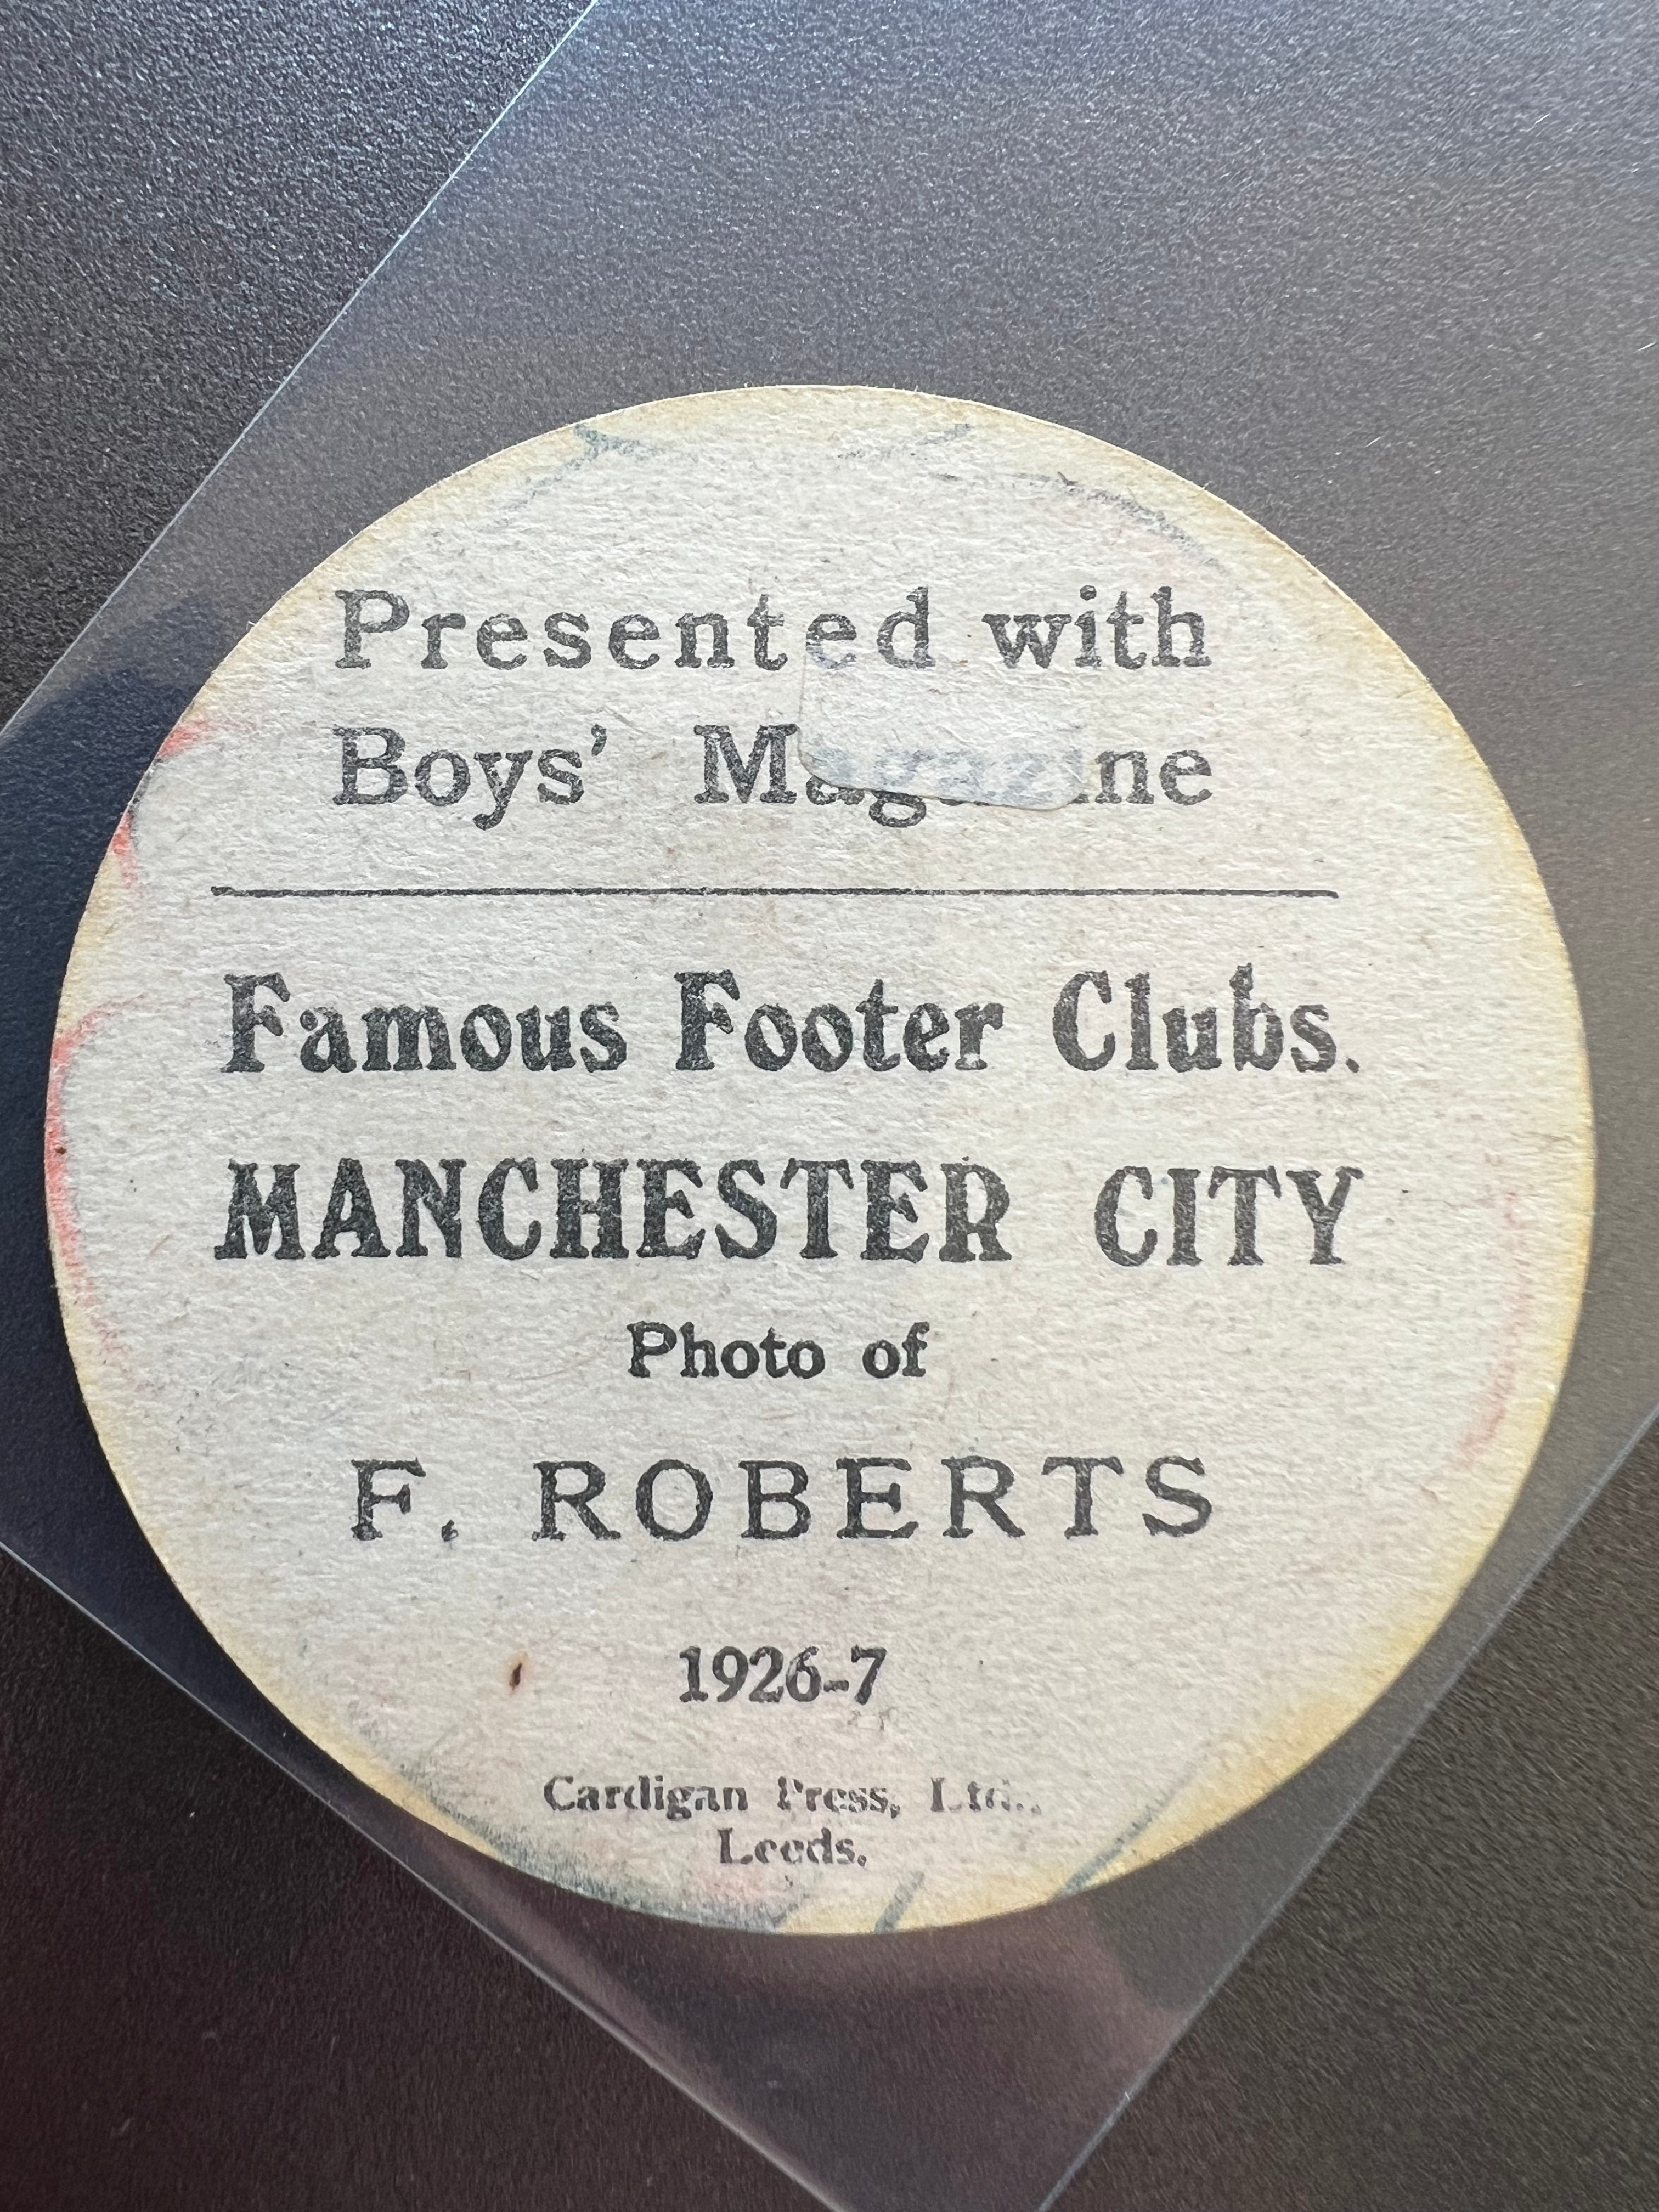 Presented with
Boys' Magazine
Famous Footer Clubs.
MANCHESTER CITY
Photo of
F. ROBERTS
1926-7
Cardigan Press, Ltd.,
Leeds.